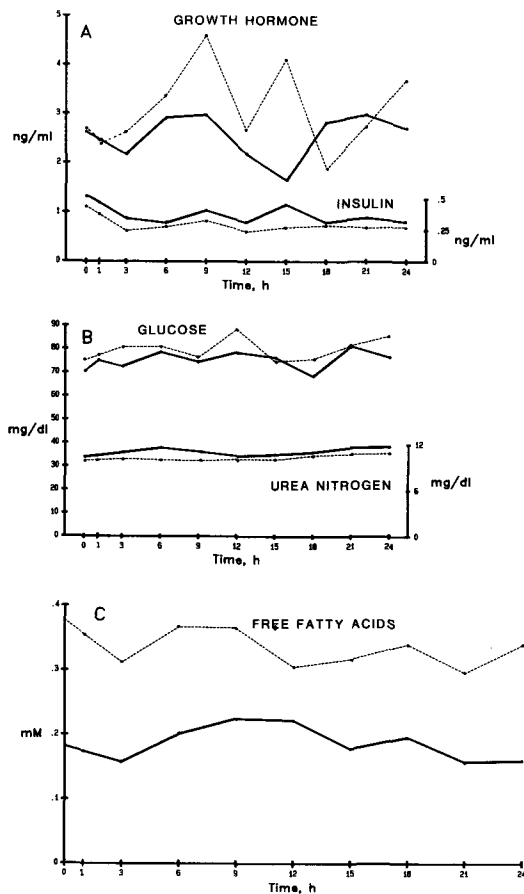 A
GROWTH HORMONE
5
4
3
ng/ml
2
1
0
INSULIN
.5
.25
ng/ml
0
0 1 3 6 9 12 15 18 21 24
Time, h
B
GLUCOSE
90
80
70
60
50
mg/dl
40
30
20
10
0
UREA NITROGEN
12
mg/dl
6
0
0 1 3 6 9 12 15 18 21 24
Time, h
C
FREE FATTY ACIDS
.4
.3
.2
mM
.1
0
0 1 3 6 9 12 15 18 21 24
Time, h